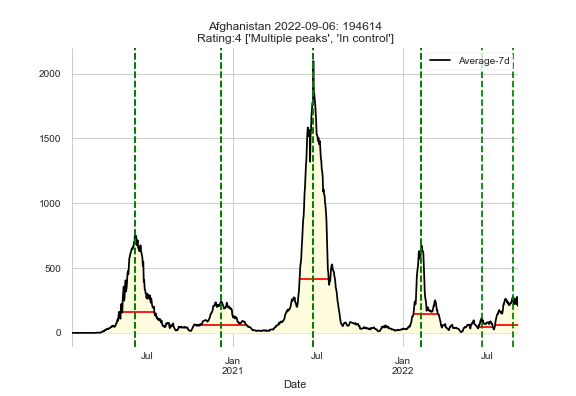 Afghanistan 2022-09-06: 194614
Rating:4 ['Multiple peaks', 'In control']
Average-7d
2000
1500
1000
500
0
Jul
Jan
2021
Jul
Jan
2022
Jul
Date